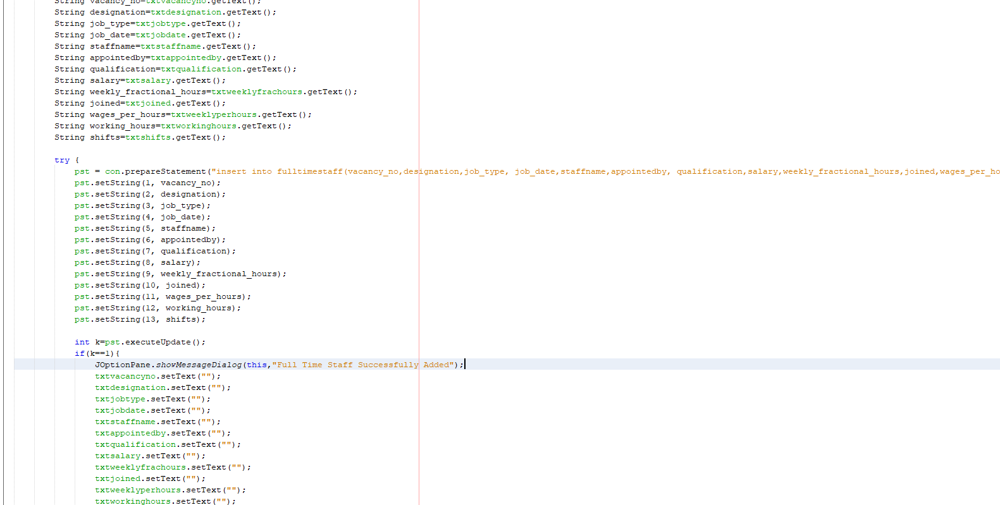 String vacancy_no=txtvacancyno.getText();
String designation=txtdesignation.getText();
String job_type=txtjobtype.getText();
String job_date=txtjobdate.getText();
String staffname=txtstaffname.getText();
String appointedby=txtappointedby.getText();
String qualification=txtqualification.getText();
String salary=txtsalary.getText();
String weekly_fractional_hours=txtweeklyfrachours.getText();
String joined=txtjoined.getText();
String wages_per_hours=txtweeklyperhours.getText();
String working_hours=txtworkinghours.getText();
String shifts=txtshifts.getText();
try {
pst = con.prepareStatement("insert into fulltimestaff(vacancy_no,designation,job_type, job_date,staffname,appointedby, qualification,salary,weekly_fractional_hours,joined,wages_per_ho
pst.setString(1, vacancy_no);
pst.setString(2, designation);
pst.setString(3, job_type);
pst.setString(4, job_date);
pst.setString(5, staffname);
pst.setString(6, appointedby);
pst.setString(7, qualification);
pst.setString(8, salary);
pst.setString(9, weekly_fractional_hours);
pst.setString(10, joined);
pst.setString(11, wages_per_hours);
pst.setString(12, working_hours);
pst.setString(13, shifts);
int k=pst.executeUpdate();
if(k==1){
JOptionPane.showMessageDialog(this,"Full Time Staff Successfully Added");
txtvacancyno.setText("");
txtdesignation.setText("");
txtjobtype.setText("");
txtjobdate.setText("");
txtstaffname.setText("");
txtappointedby.setText("");
txtqualification.setText("");
txtsalary.setText("");
txtweeklyfrachours.setText("");
txtjoined.setText("");
txtweeklyperhours.setText("");
txtworkinghours.setText("");